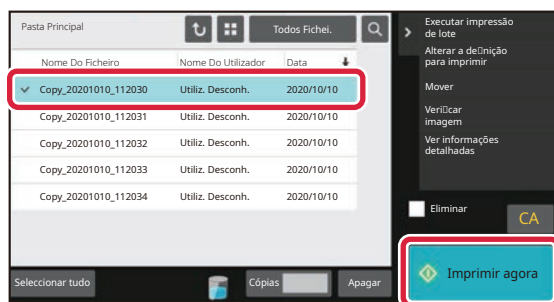 Pasta Principal
Todos Fichei.
Nome Do Ficheiro Nome Do Utilizador Data
Copy_20201010_112030 Utiliz. Desconh. 2020/10/10
Copy_20201010_112031 Utiliz. Desconh. 2020/10/10
Copy_20201010_112032 Utiliz. Desconh. 2020/10/10
Copy_20201010_112033 Utiliz. Desconh. 2020/10/10
Copy_20201010_112034 Utiliz. Desconh. 2020/10/10
Seleccionar tudo
Cópias
Apagar
Executar impressão
de lote
Alterar a de▯nição
para imprimir
Mover
Veri▯car
imagem
Ver informações
detalhadas
Eliminar
CA
Imprimir agora